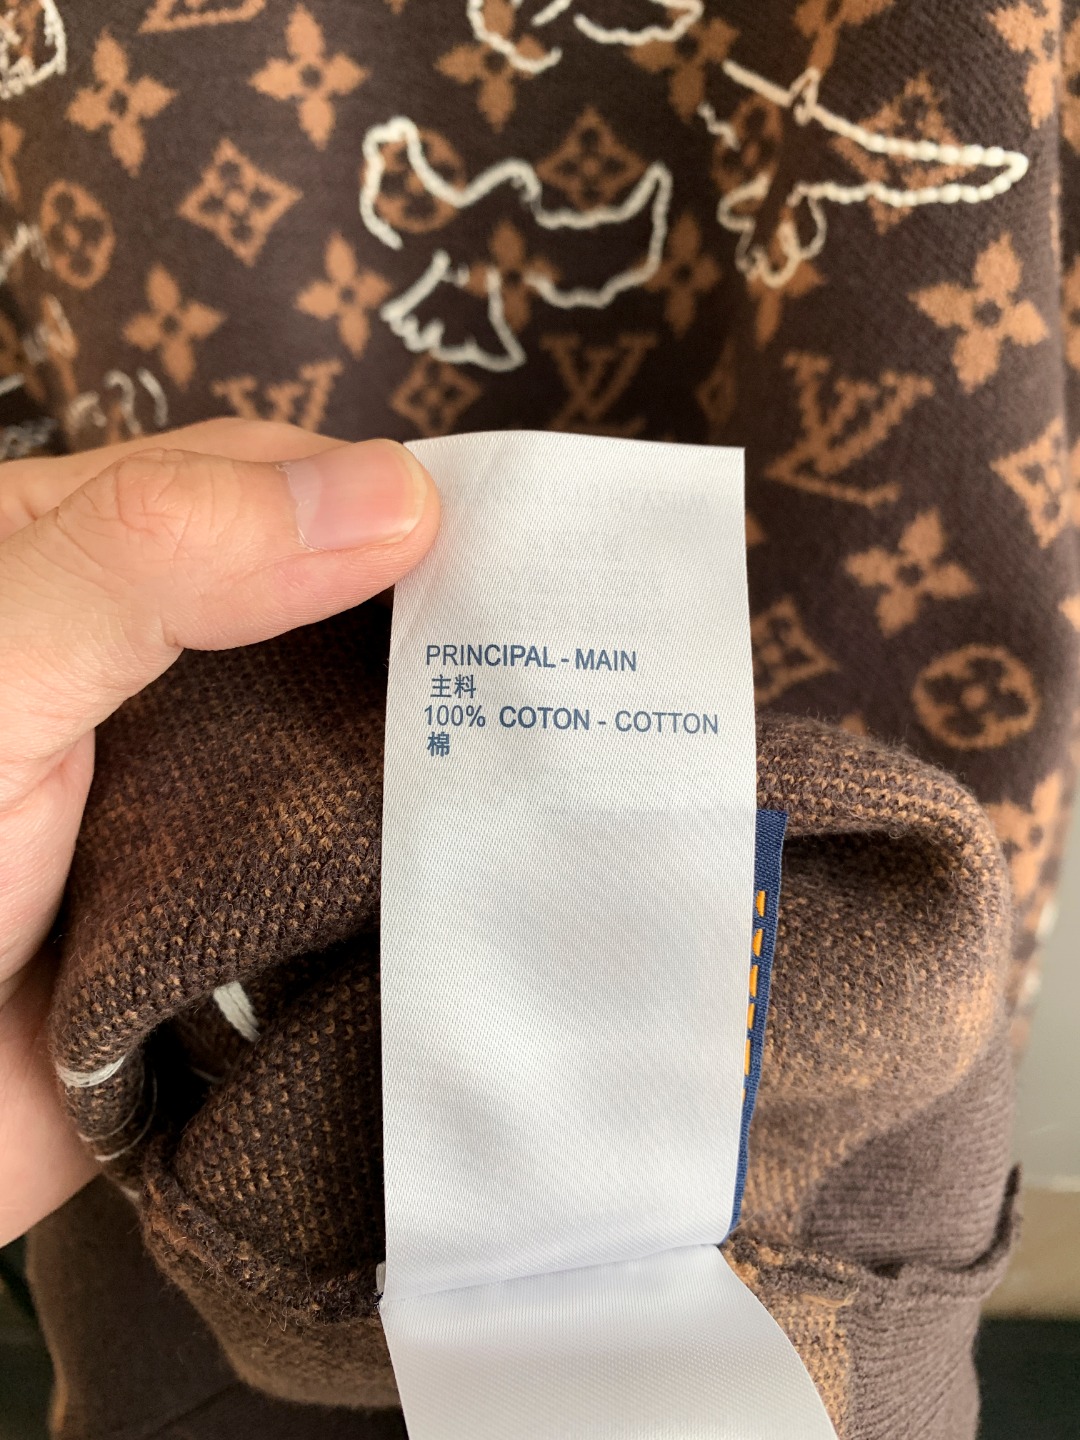 PRINCIPAL - MAIN
主料
100% COTON - COTTON
棉